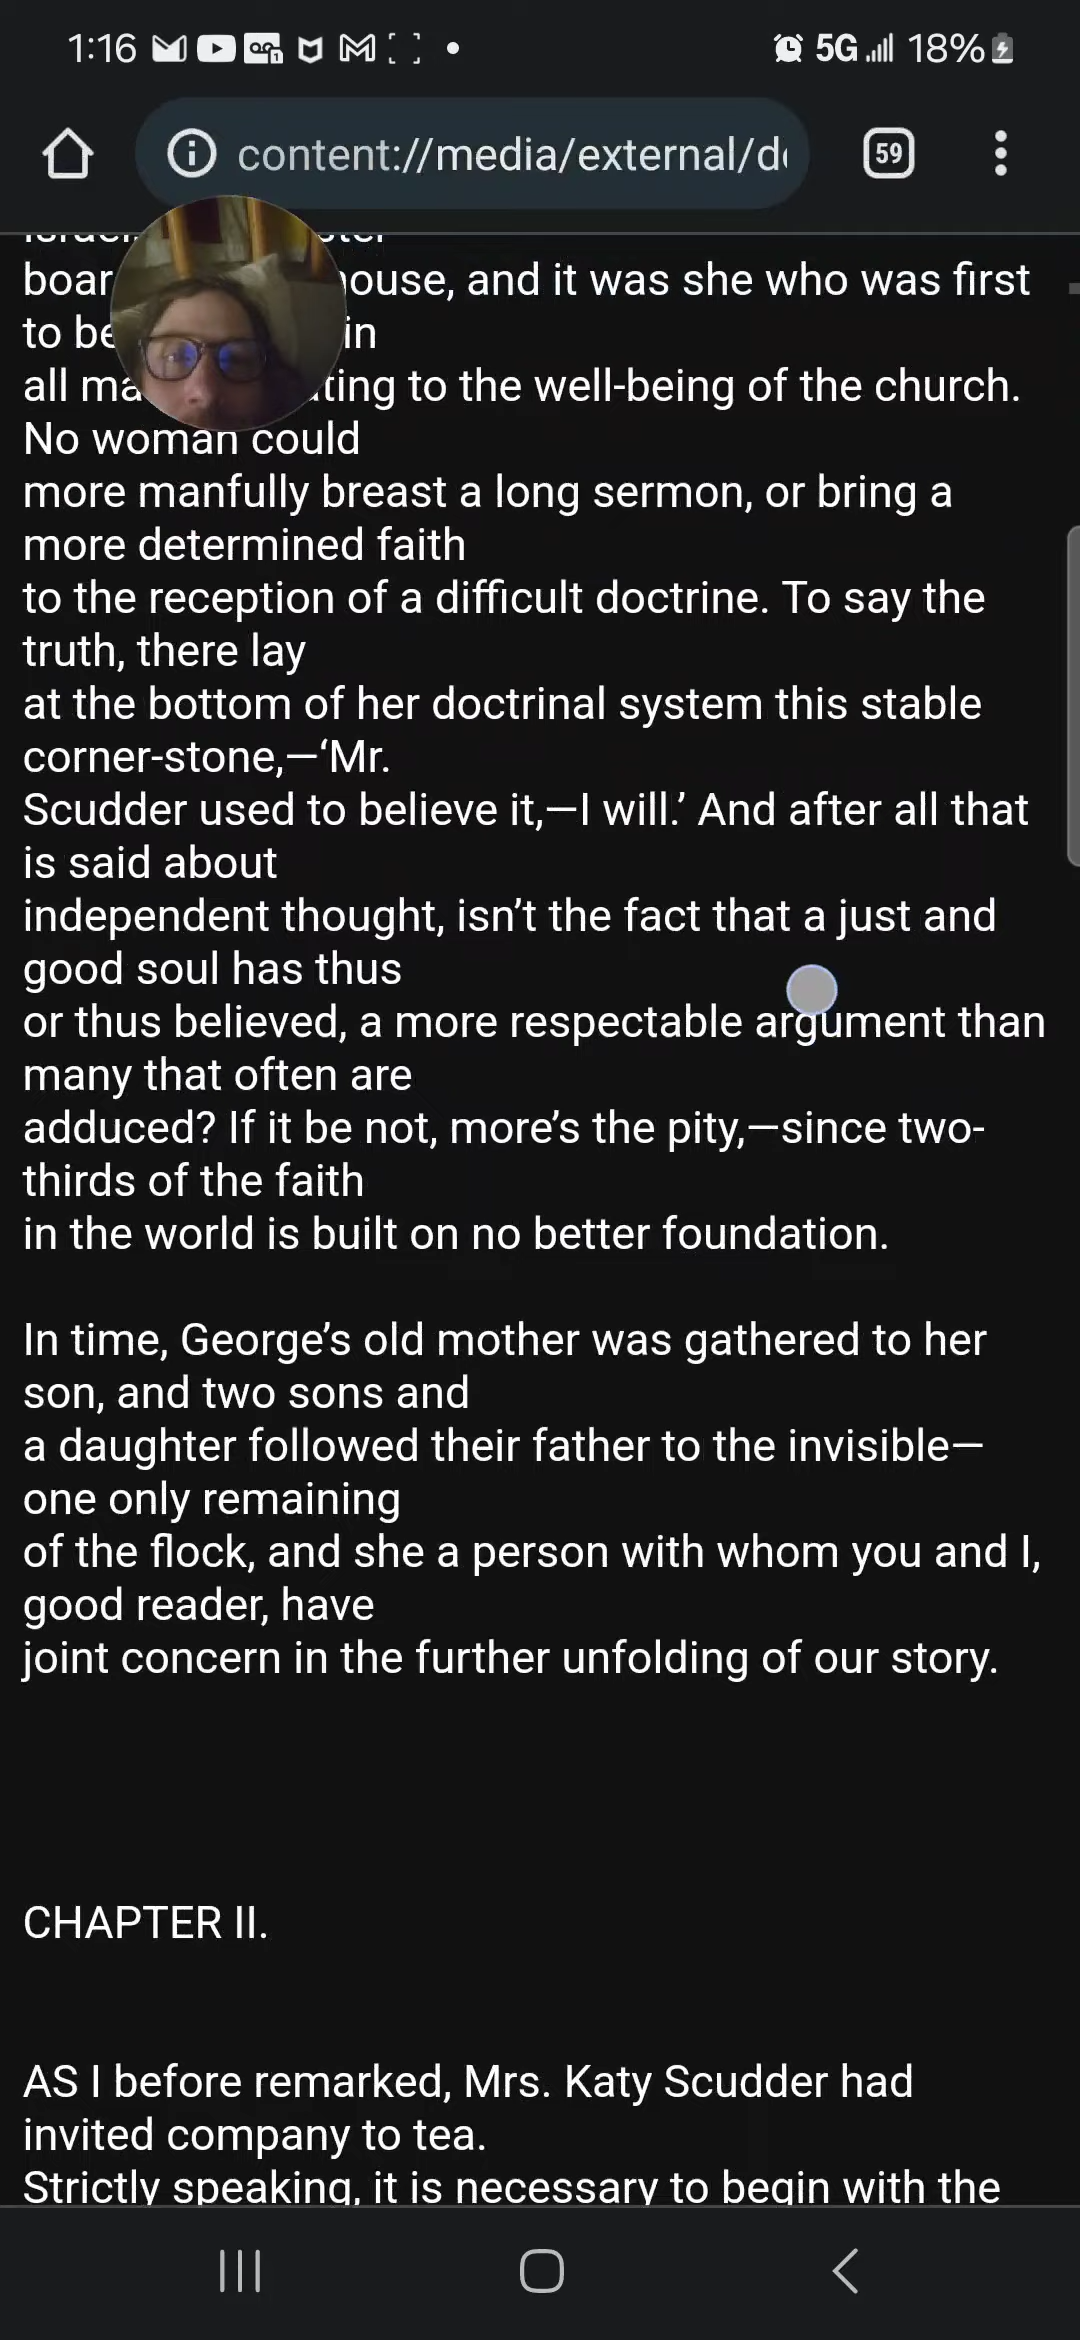 1:16 5G 18%
content://media/external/d
59
boar ouse, and it was she who was first
to be in
all ma ting to the well-being of the church.
No woman could
more manfully breast a long sermon, or bring a
more determined faith
to the reception of a difficult doctrine. To say the
truth, there lay
at the bottom of her doctrinal system this stable
corner-stone,—‘Mr.
Scudder used to believe it,—I will.’ And after all that
is said about
independent thought, isn’t the fact that a just and
good soul has thus
or thus believed, a more respectable argument than
many that often are
adduced? If it be not, more’s the pity,—since two-
thirds of the faith
in the world is built on no better foundation.
In time, George’s old mother was gathered to her
son, and two sons and
a daughter followed their father to the invisible—
one only remaining
of the flock, and she a person with whom you and I,
good reader, have
joint concern in the further unfolding of our story.
CHAPTER II.
AS I before remarked, Mrs. Katy Scudder had
invited company to tea.
Strictly speaking, it is necessary to begin with the